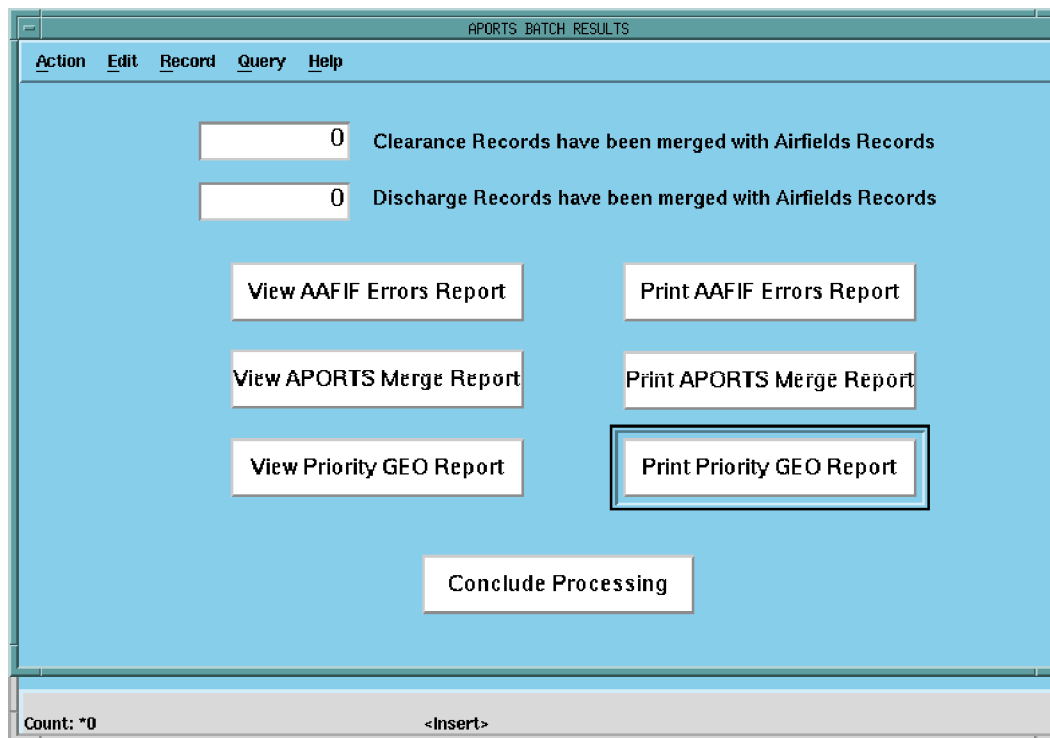 APORTS BATCH RESULTS
Action Edit Record Query Help
0 Clearance Records have been merged with Airfields Records
0 Discharge Records have been merged with Airfields Records
View AAFIF Errors Report Print AAFIF Errors Report
View APORTS Merge Report Print APORTS Merge Report
View Priority GEO Report Print Priority GEO Report
Conclude Processing
Count: *0 <Insert>